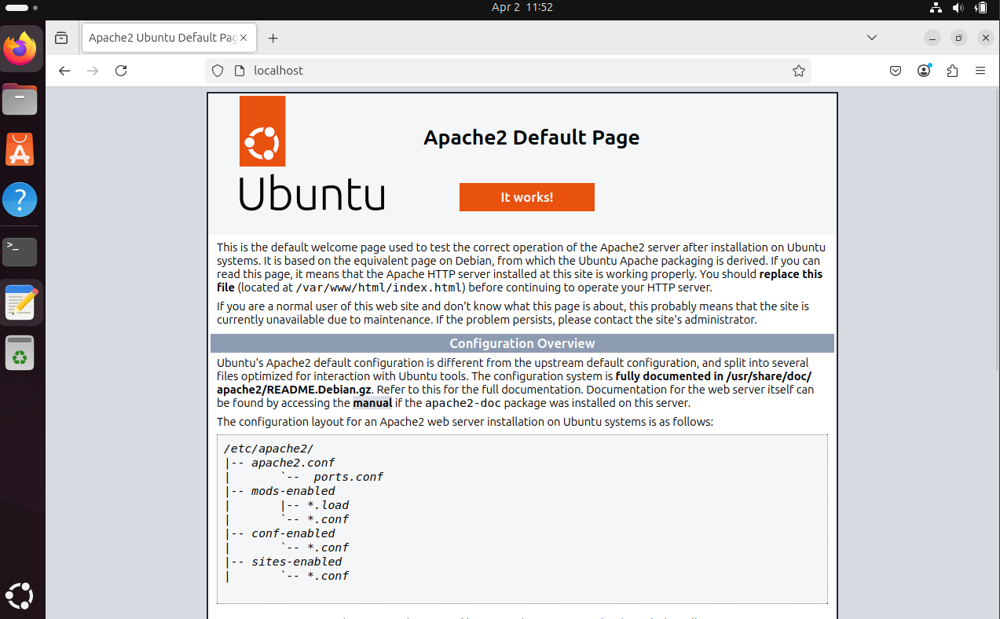 Apr 2 11:52
Apache2 Ubuntu Default Pag
localhost
Ubuntu
Apache2 Default Page
It works!
This is the default welcome page used to test the correct operation of the Apache2 server after installation on Ubuntu
systems. It is based on the equivalent page on Debian, from which the Ubuntu Apache packaging is derived. If you can
read this page, it means that the Apache HTTP server installed at this site is working properly. You should replace this
file (located at /var/www/html/index.html) before continuing to operate your HTTP server.
If you are a normal user of this web site and don't know what this page is about, this probably means that the site is
currently unavailable due to maintenance. If the problem persists, please contact the site's administrator.
Configuration Overview
Ubuntu's Apache2 default configuration is different from the upstream default configuration, and split into several
files optimized for interaction with Ubuntu tools. The configuration system is fully documented in /usr/share/doc/
apache2/README.Debian.gz. Refer to this for the full documentation. Documentation for the web server itself can
be found by accessing the manual if the apache2-doc package was installed on this server.
The configuration layout for an Apache2 web server installation on Ubuntu systems is as follows:
/etc/apache2/
|-- apache2.conf
|       `--  ports.conf
|-- mods-enabled
|       |-- *.load
|       `-- *.conf
|-- conf-enabled
|       `-- *.conf
|-- sites-enabled
|       `-- *.conf